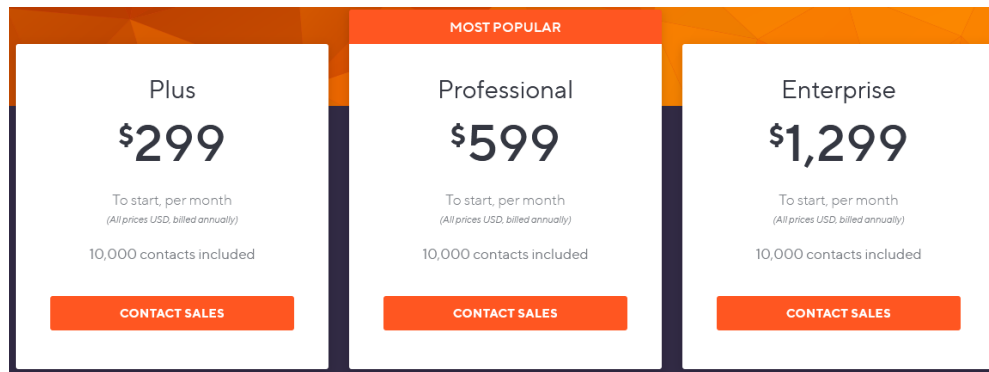 Plus
$299
To start, per month
(All prices USD, billed annually)
10,000 contacts included
CONTACT SALES
MOST POPULAR
Professional
$599
To start, per month
(All prices USD, billed annually)
10,000 contacts included
CONTACT SALES
Enterprise
$1,299
To start, per month
(All prices USD, billed annually)
10,000 contacts included
CONTACT SALES